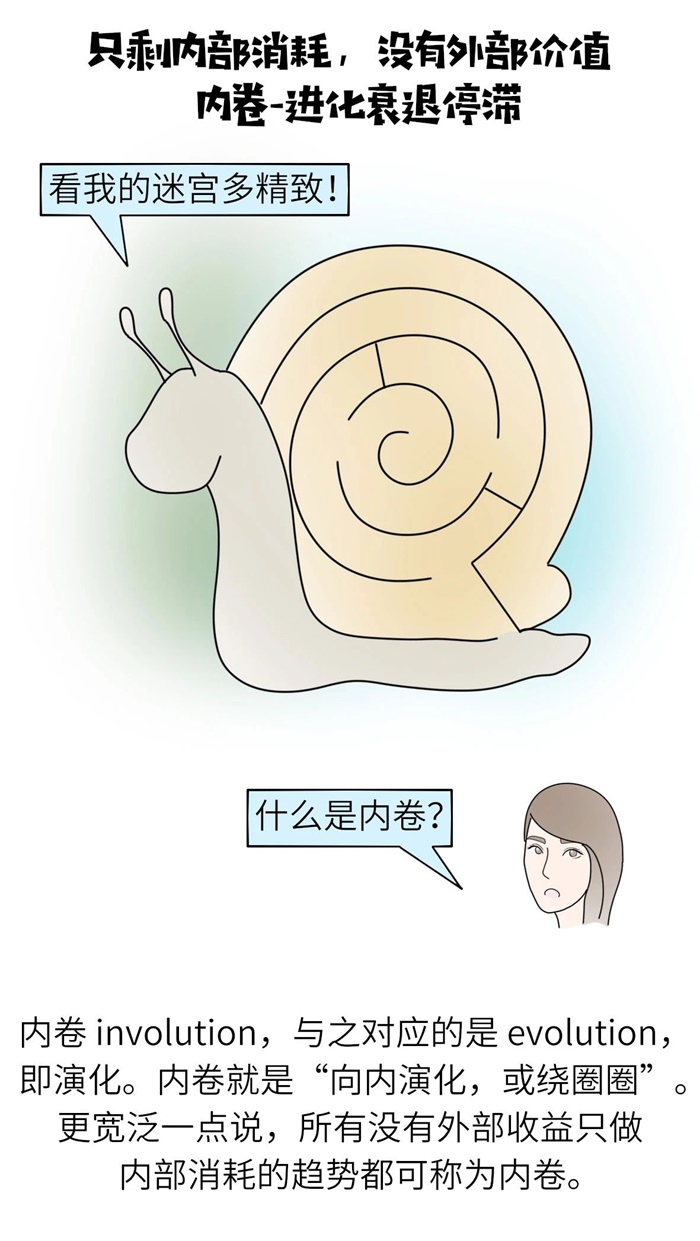 只剩内部消耗，没有外部价值
内卷-进化衰退停滞
看我的迷宫多精致！
什么是内卷？
内卷 involution，与之对应的是 evolution，
即演化。内卷就是“向内演化，或绕圈圈”。
更宽泛一点说，所有没有外部收益只做
内部消耗的趋势都可称为内卷。